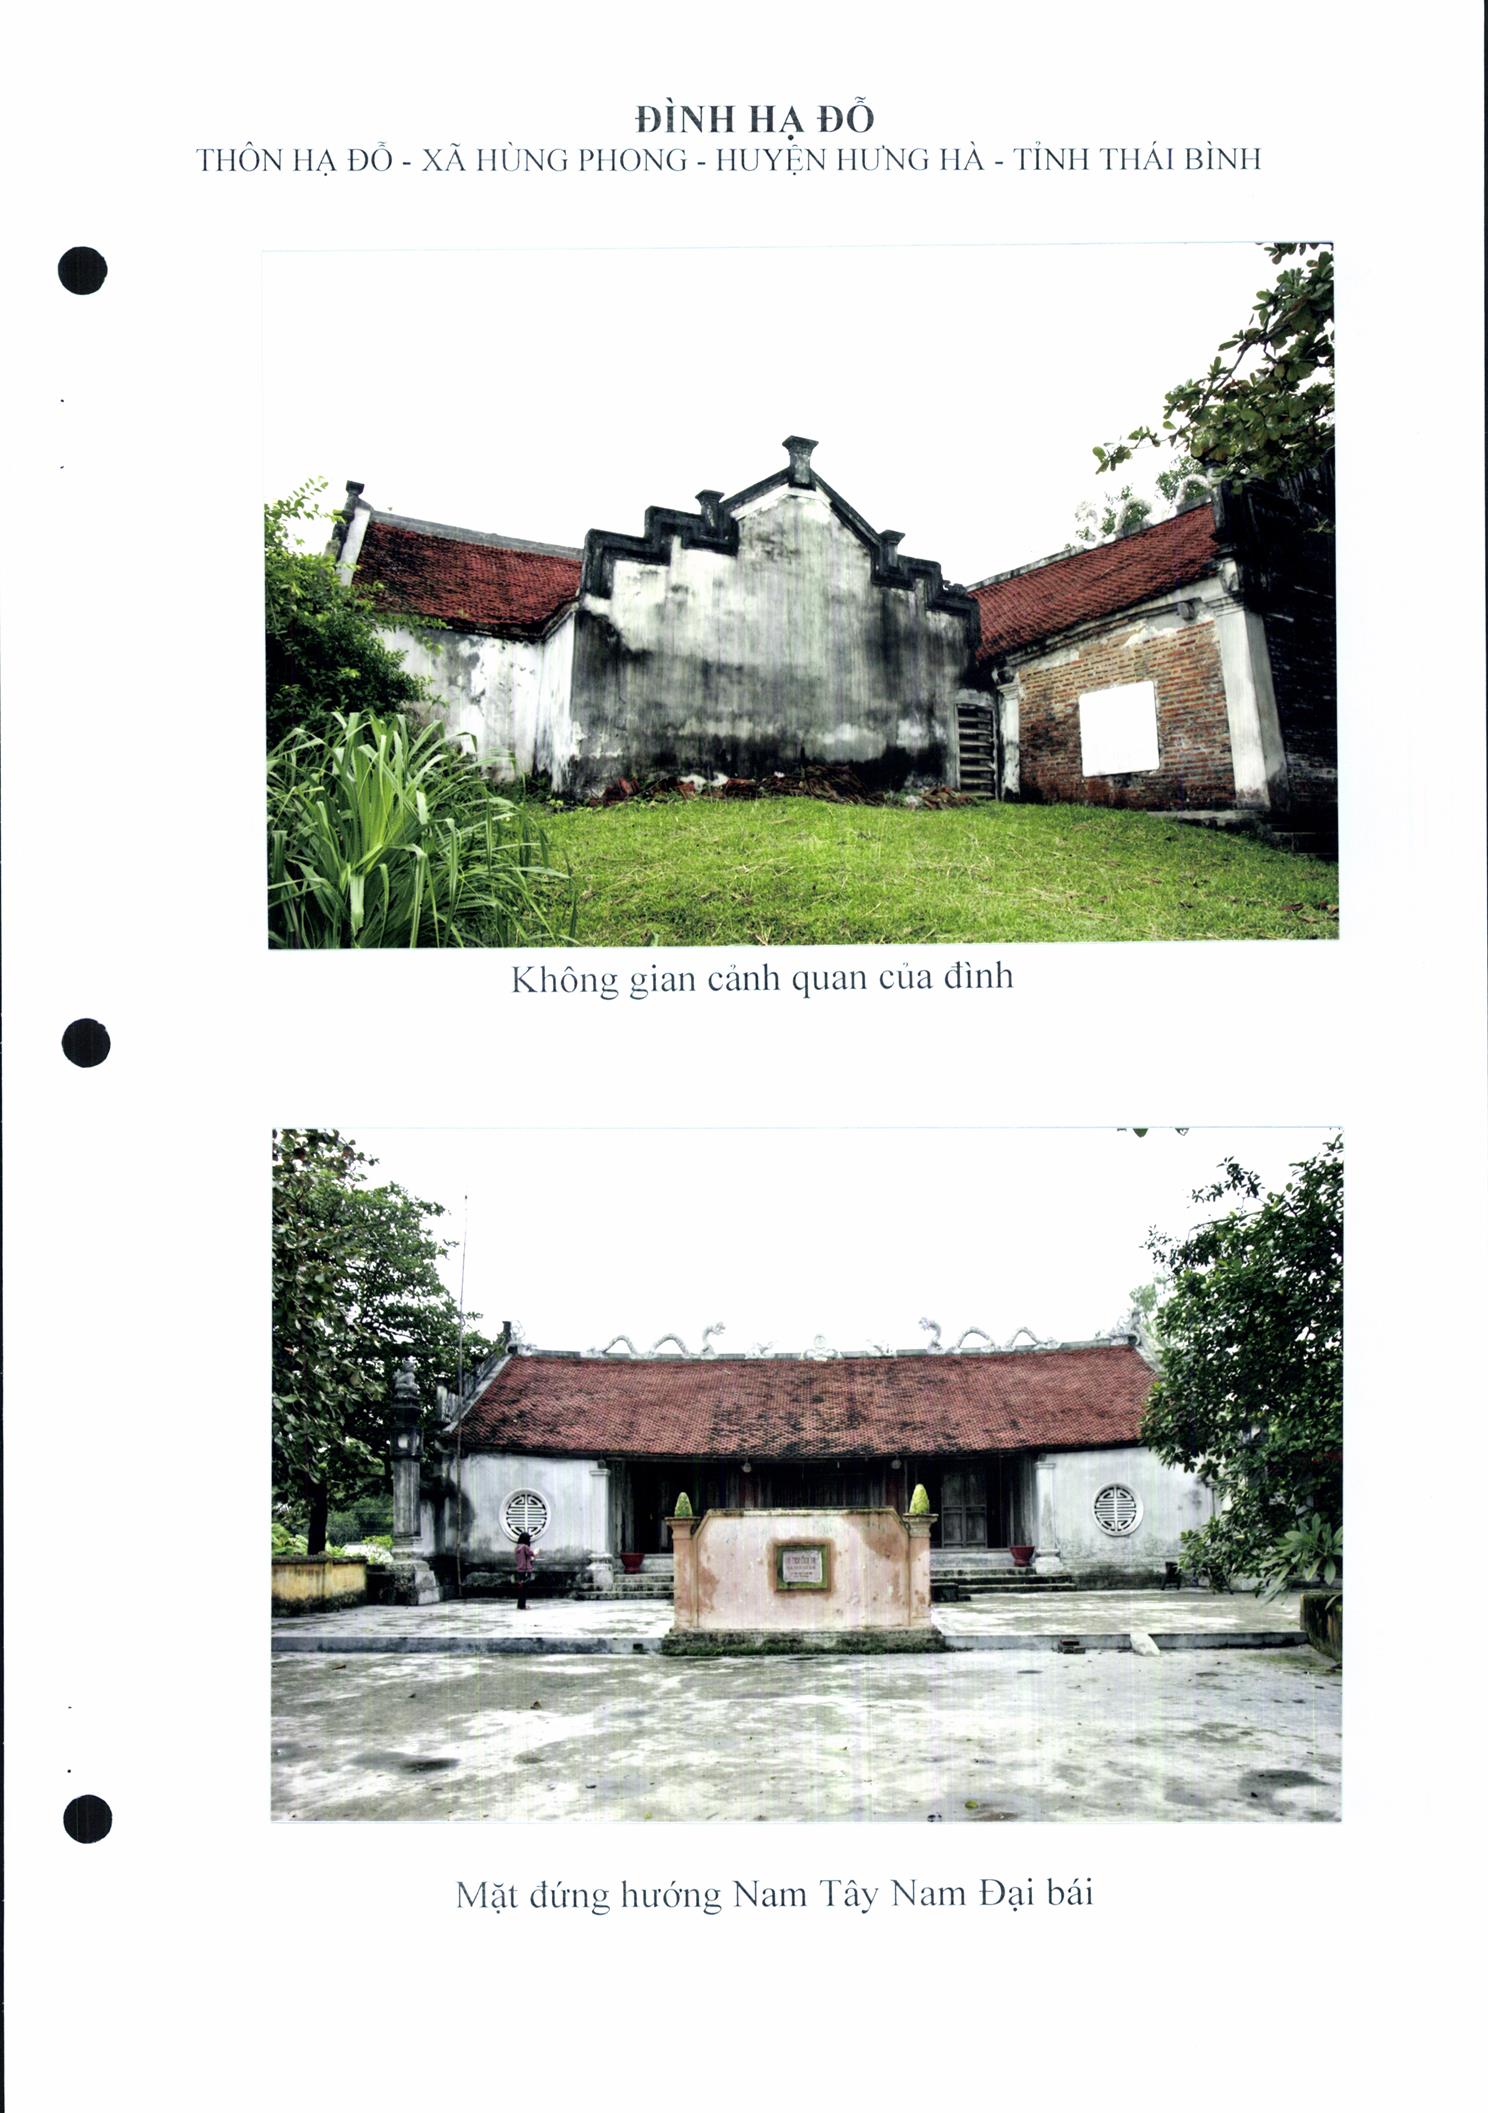 ĐÌNH HẠ ĐỖ
THÔN HẠ ĐỖ - XÃ HÙNG PHONG - HUYỆN HƯNG HÀ - TỈNH THÁI BÌNH
Không gian cảnh quan của đình
Mặt đứng hướng Nam Tây Nam Đại bái